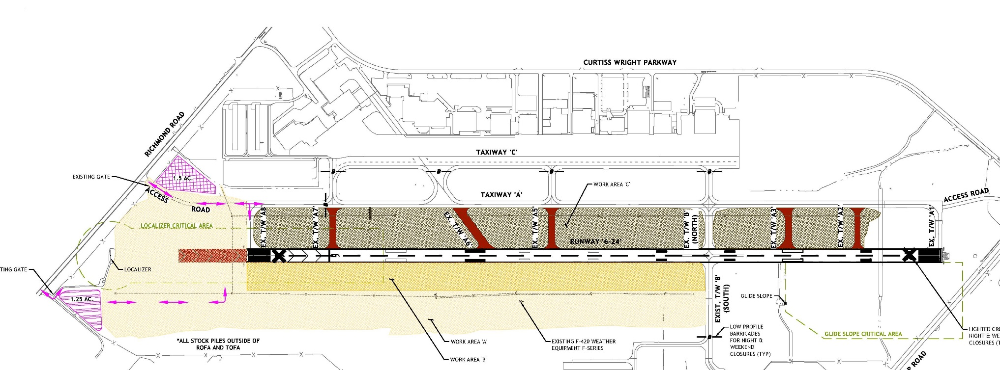 CURTISS WRIGHT PARKWAY
RICHMOND ROAD
TAXIWAY 'C'
EXISTING GATE
1.5 AC.
B
B
B
B
WORK AREA 'C'
ACCESS
ROAD
TAXIWAY 'A'
ACCESS ROAD
B
LOCALIZER CRITICAL AREA
EX. T/W 'A8'
EX. T/W 'A7'
EX. T/W 'A6'
EX. T/W 'A5'
EX. T/W 'B'
(NORTH)
EX. T/W 'A3'
EX. T/W 'A2'
EX. T/W 'A1'
RUNWAY '6-24'
TING GATE
LOCALIZER
1.25 AC.
GLIDE SLOPE
EXIST. T/W 'B'
(SOUTH)
*ALL STOCK PILES OUTSIDE OF
ROFA AND TOFA
WORK AREA 'A'
WORK AREA 'B'
EXISTING F-420 WEATHER
EQUIPMENT F-SERIES
B
LOW PROFILE
BARRICADES
FOR NIGHT &
WEEKEND
CLOSURES (TYP)
GLIDE SLOPE CRITICAL AREA
LIGHTED CRO
NIGHT & WE
CLOSURES (T
P ROAD